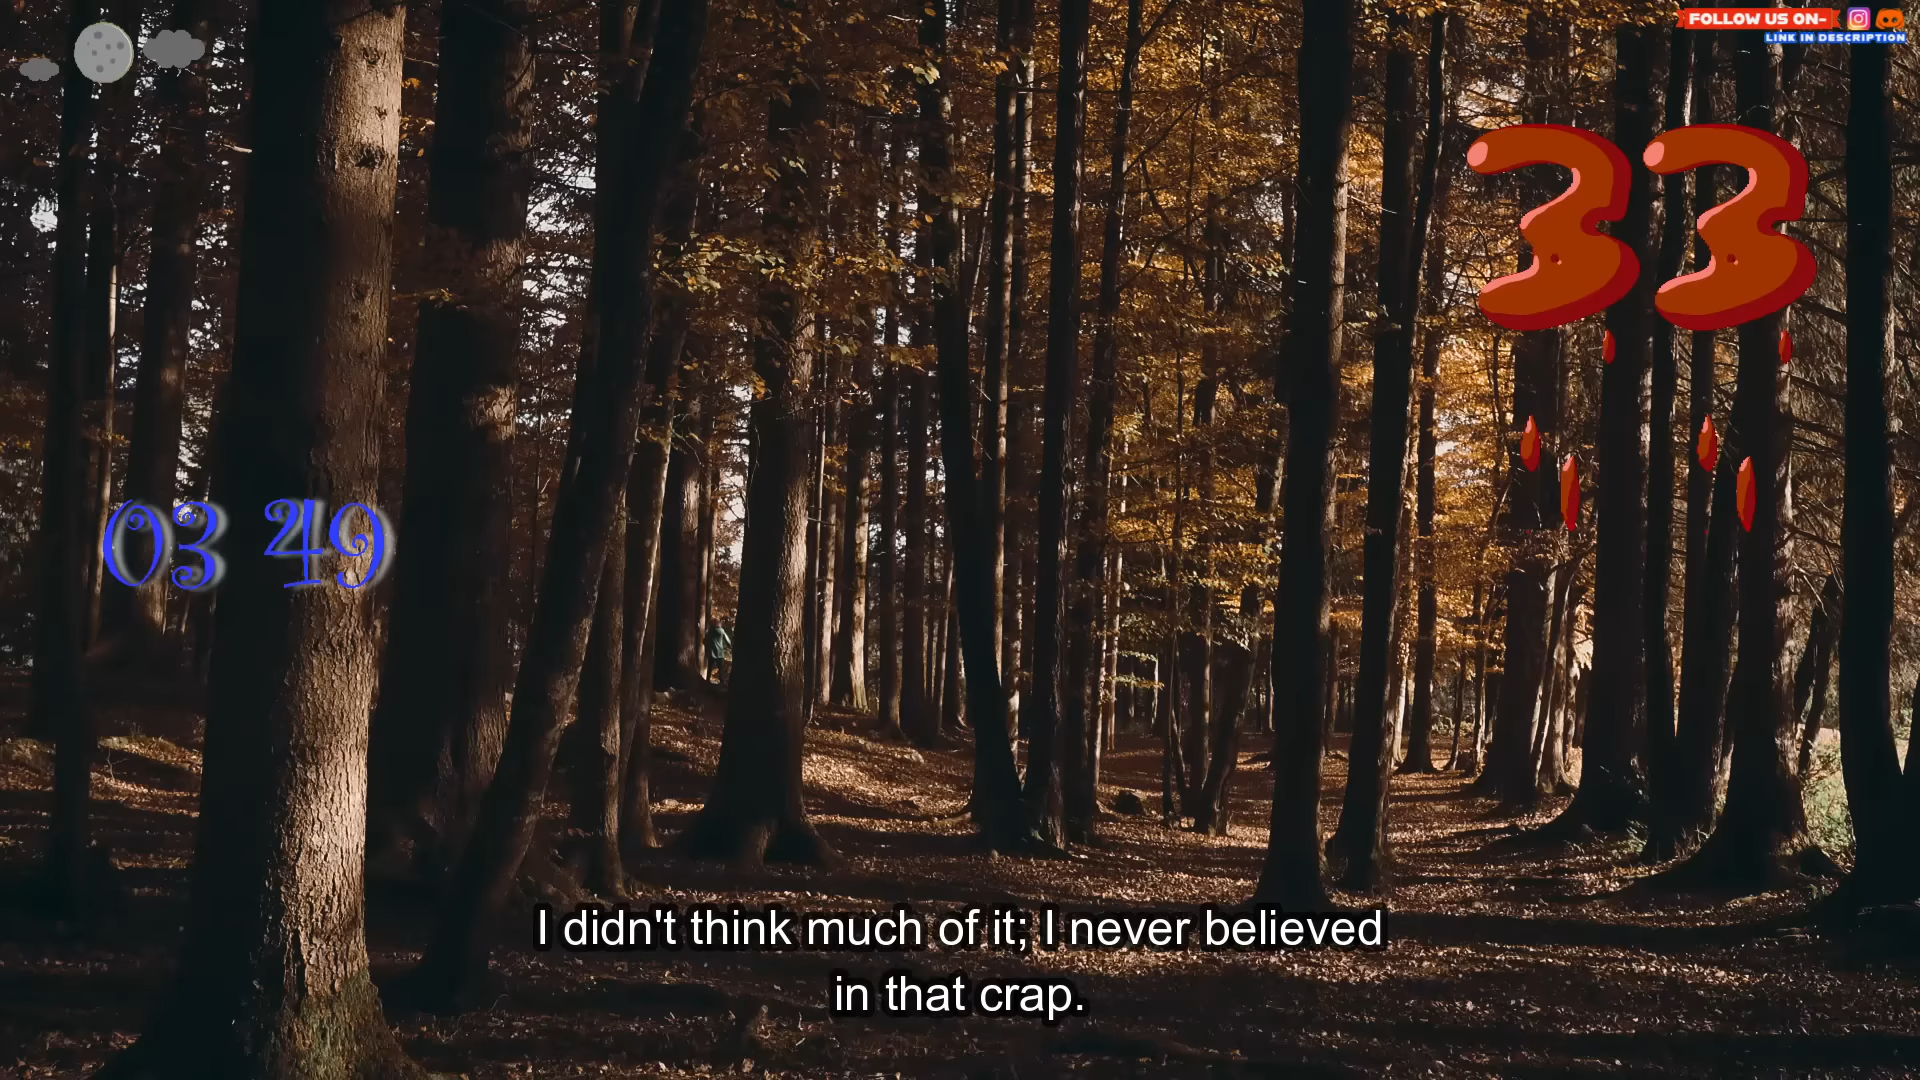 FOLLOW US ON-
LINK IN DESCRIPTION
33
03 49
I didn't think much of it; I never believed
in that crap.